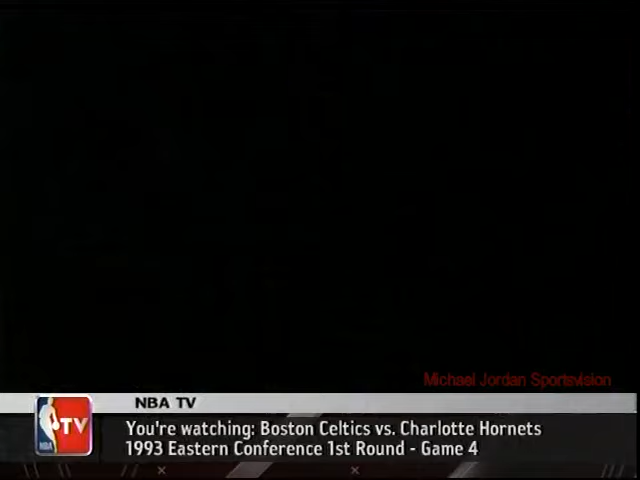 Michael Jordan Sportsvision
NBA TV
TV
NBA
You're watching: Boston Celtics vs. Charlotte Hornets
1993 Eastern Conference 1st Round - Game 4